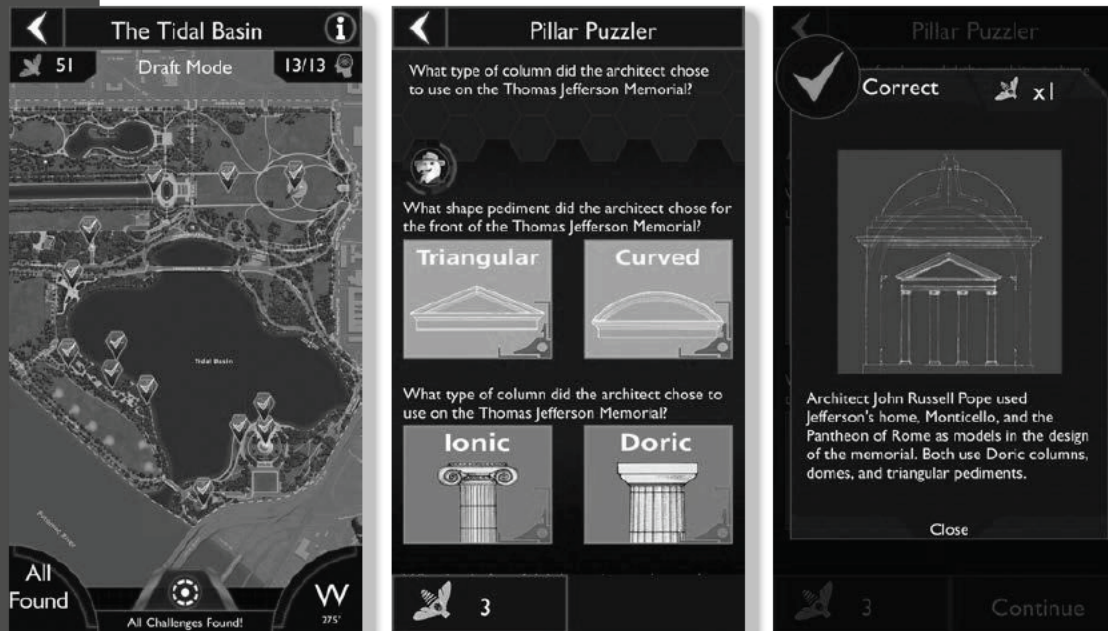 The Tidal Basin
51
Draft Mode
13/13
Tidal Basin
Potomac River
All
Found
All Challenges Found!
W
275°
Pillar Puzzler
What type of column did the architect chose
to use on the Thomas Jefferson Memorial?
What shape pediment did the architect chose for
the front of the Thomas Jefferson Memorial?
Triangular
Curved
What type of column did the architect chose to
use on the Thomas Jefferson Memorial?
Ionic
Doric
3
Pillar Puzzler
Correct
x1
Architect John Russell Pope used
Jefferson's home, Monticello, and the
Pantheon of Rome as models in the design
of the memorial. Both use Doric columns,
domes, and triangular pediments.
Close
3
Continue